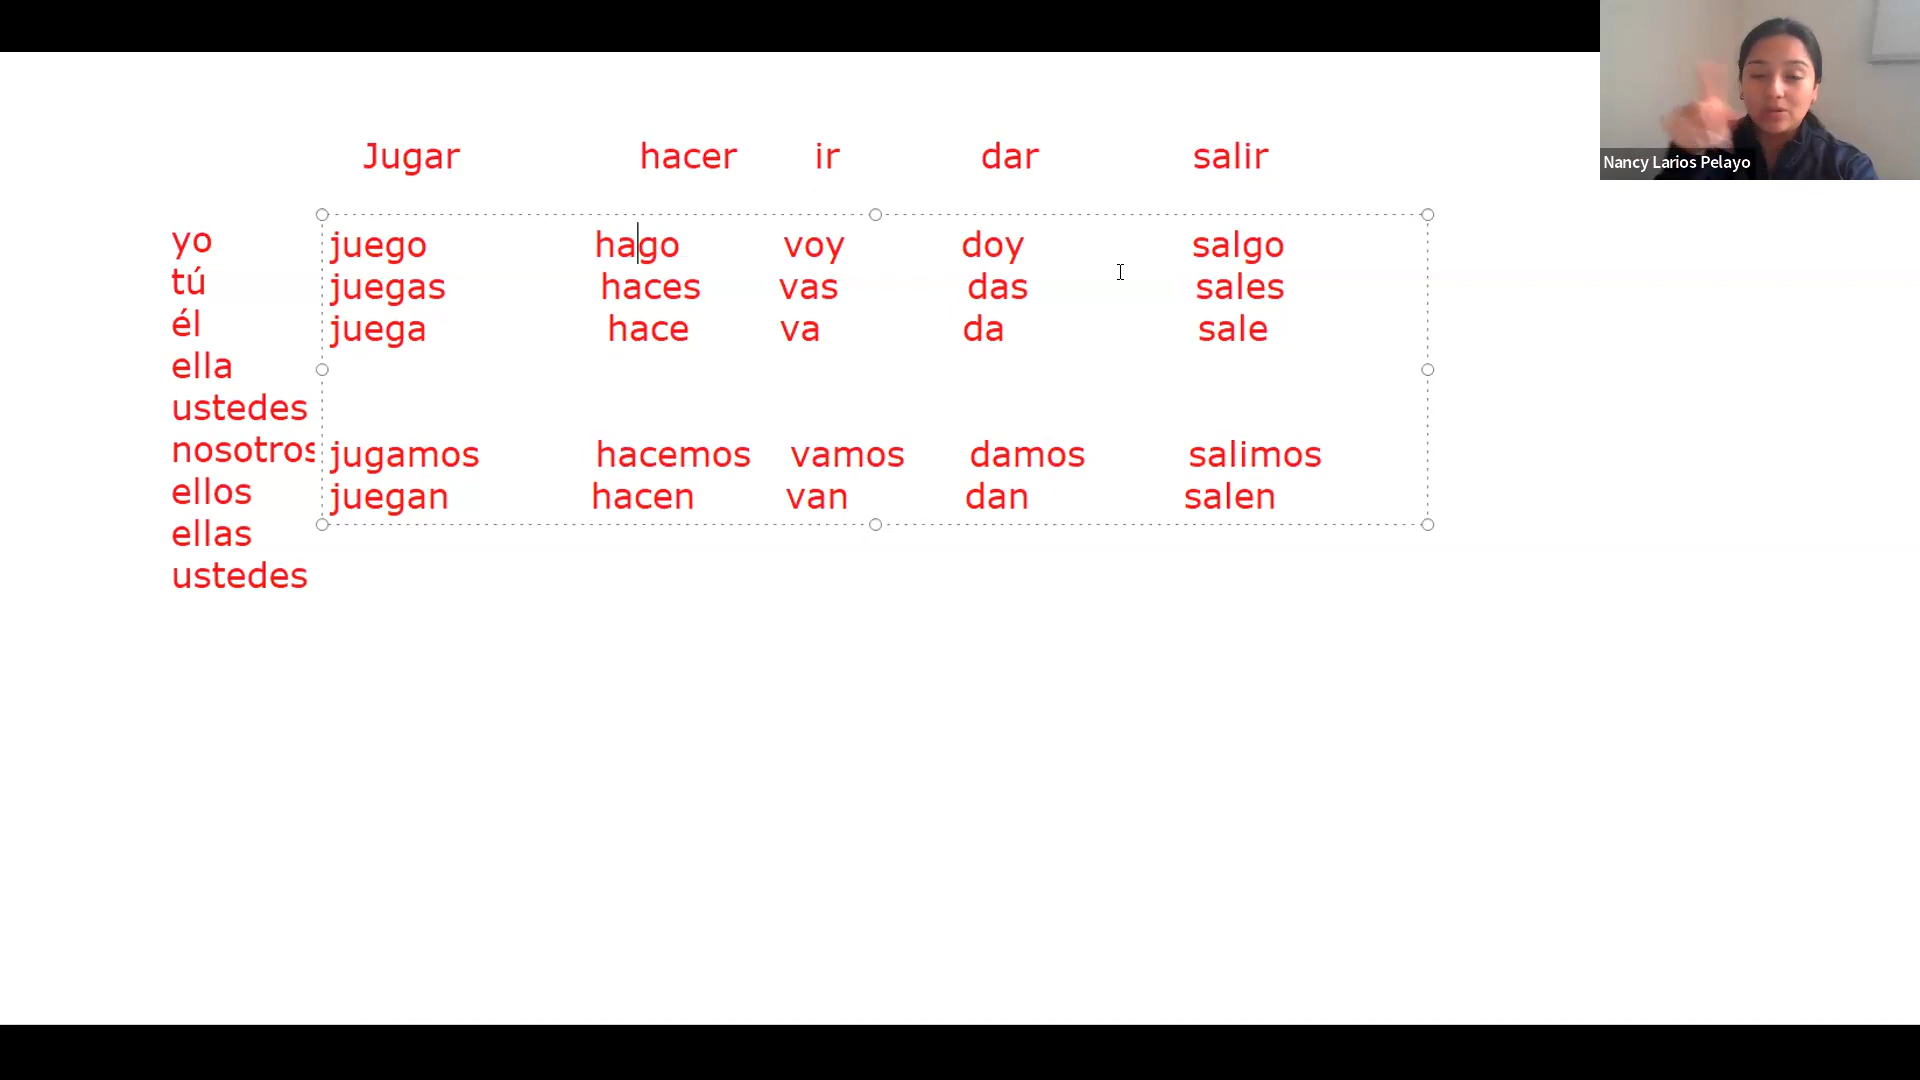 Jugar hacer ir dar salir
yo juego hago voy doy salgo
tú juegas haces vas das sales
él juega hace va da sale
ella
ustedes
nosotros jugamos hacemos vamos damos salimos
ellos juegan hacen van dan salen
ellas
ustedes
Nancy Larios Pelayo